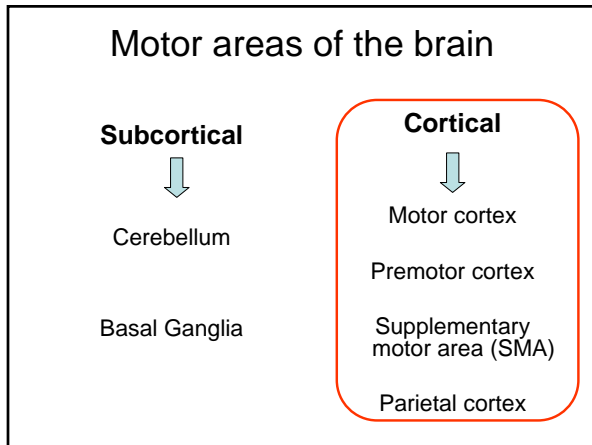 Motor areas of the brain
Subcortical
Cerebellum
Basal Ganglia
Cortical
Motor cortex
Premotor cortex
Supplementary
motor area (SMA)
Parietal cortex